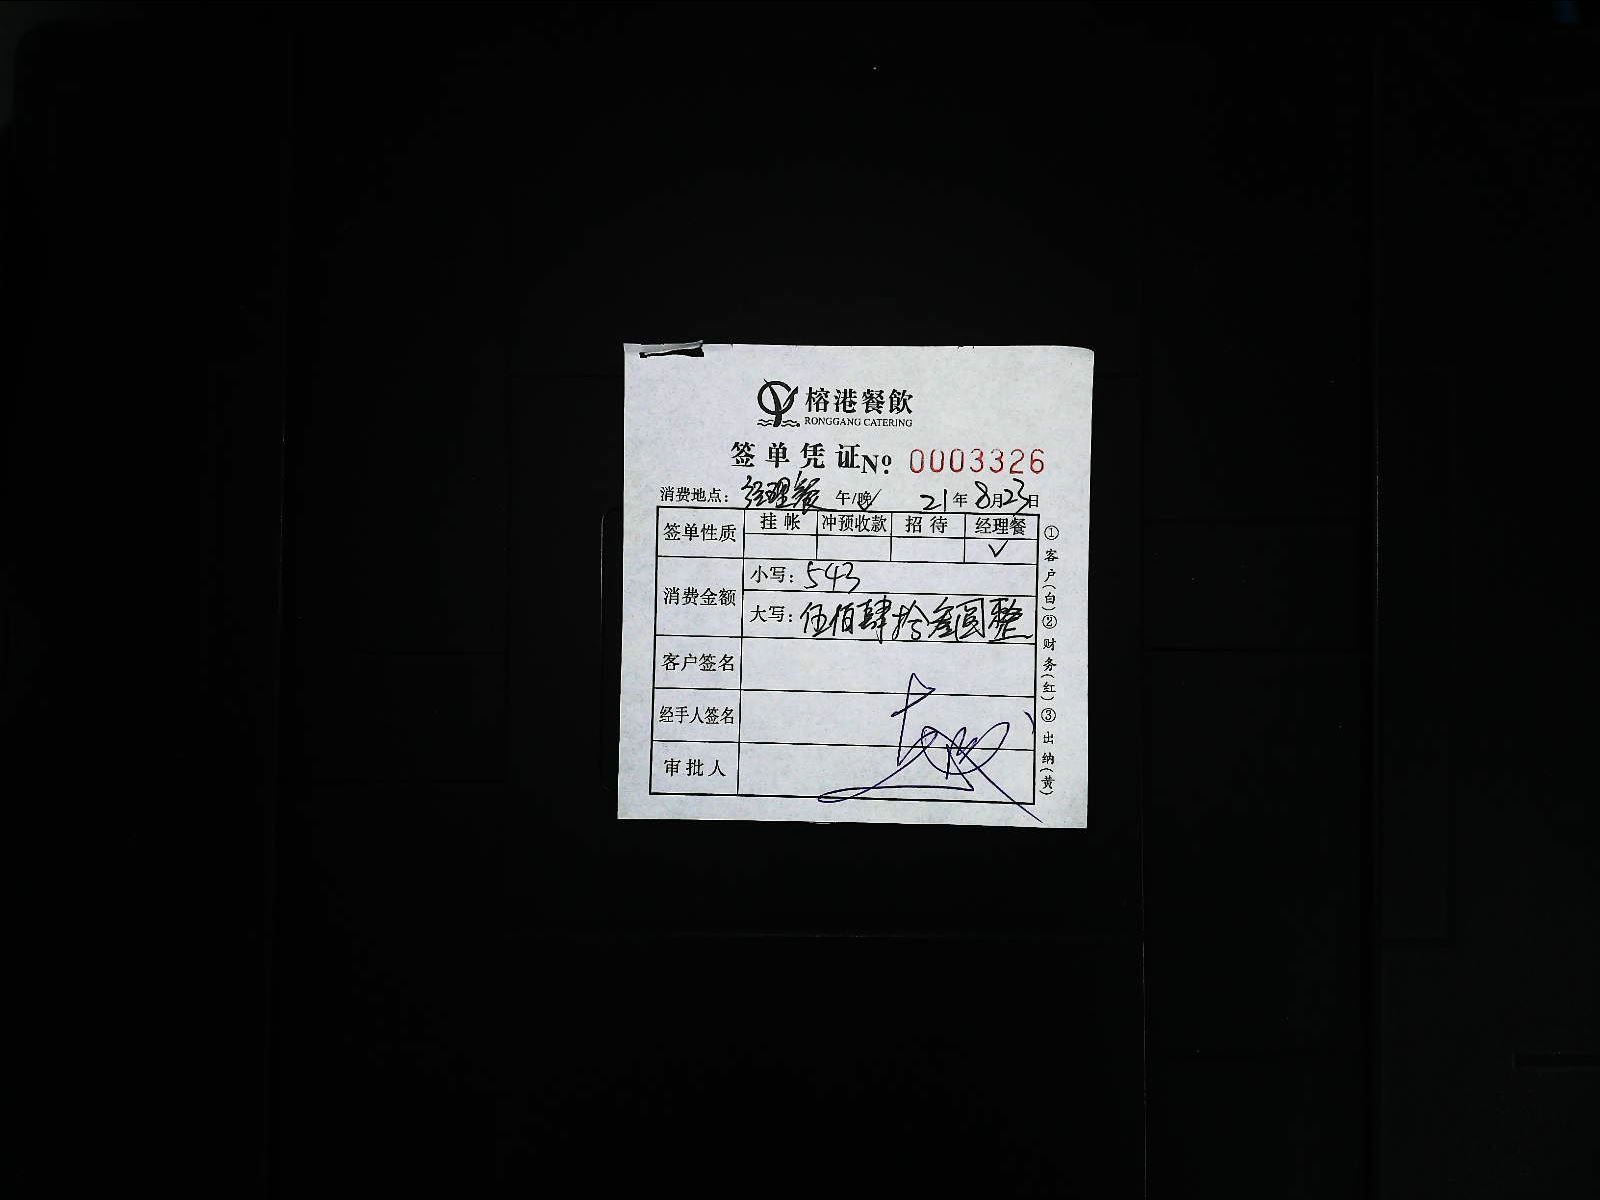 榕港餐飲
RONGGANG CATERING
签单凭证№ 0003326
消费地点：经理餐 午/晚✓ 21年8月23日
签单性质 挂帐 冲预收款 招待 经理餐
✓
消费金额 小写：543
大写：伍佰肆拾叁圆整
客户签名
经手人签名
审批人
①客户(白)②财务(红)③出纳(黄)